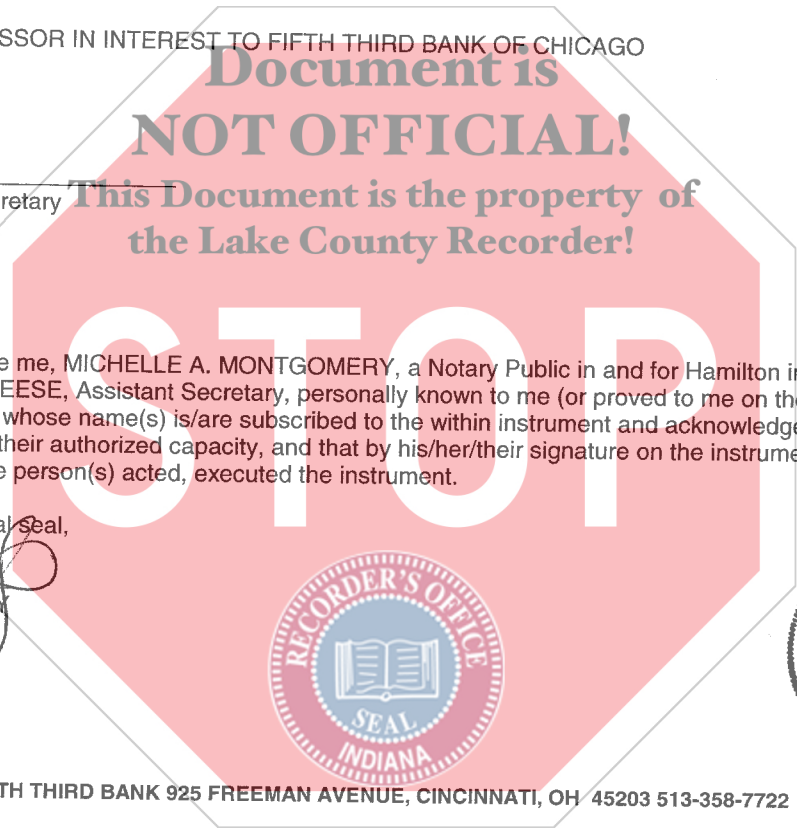 SSOR IN INTEREST TO FIFTH THIRD BANK OF CHICAGO
Document is
NOT OFFICIAL!
retary This Document is the property of
the Lake County Recorder!
STOP
e me, MICHELLE A. MONTGOMERY, a Notary Public in and for Hamilton in
EESE, Assistant Secretary, personally known to me (or proved to me on the
whose name(s) is/are subscribed to the within instrument and acknowledge
their authorized capacity, and that by his/her/their signature on the instrume
e person(s) acted, executed the instrument.
al seal,
RECORDER'S OFFICE
SEAL
INDIANA
TH THIRD BANK 925 FREEMAN AVENUE, CINCINNATI, OH 45203 513-358-7722